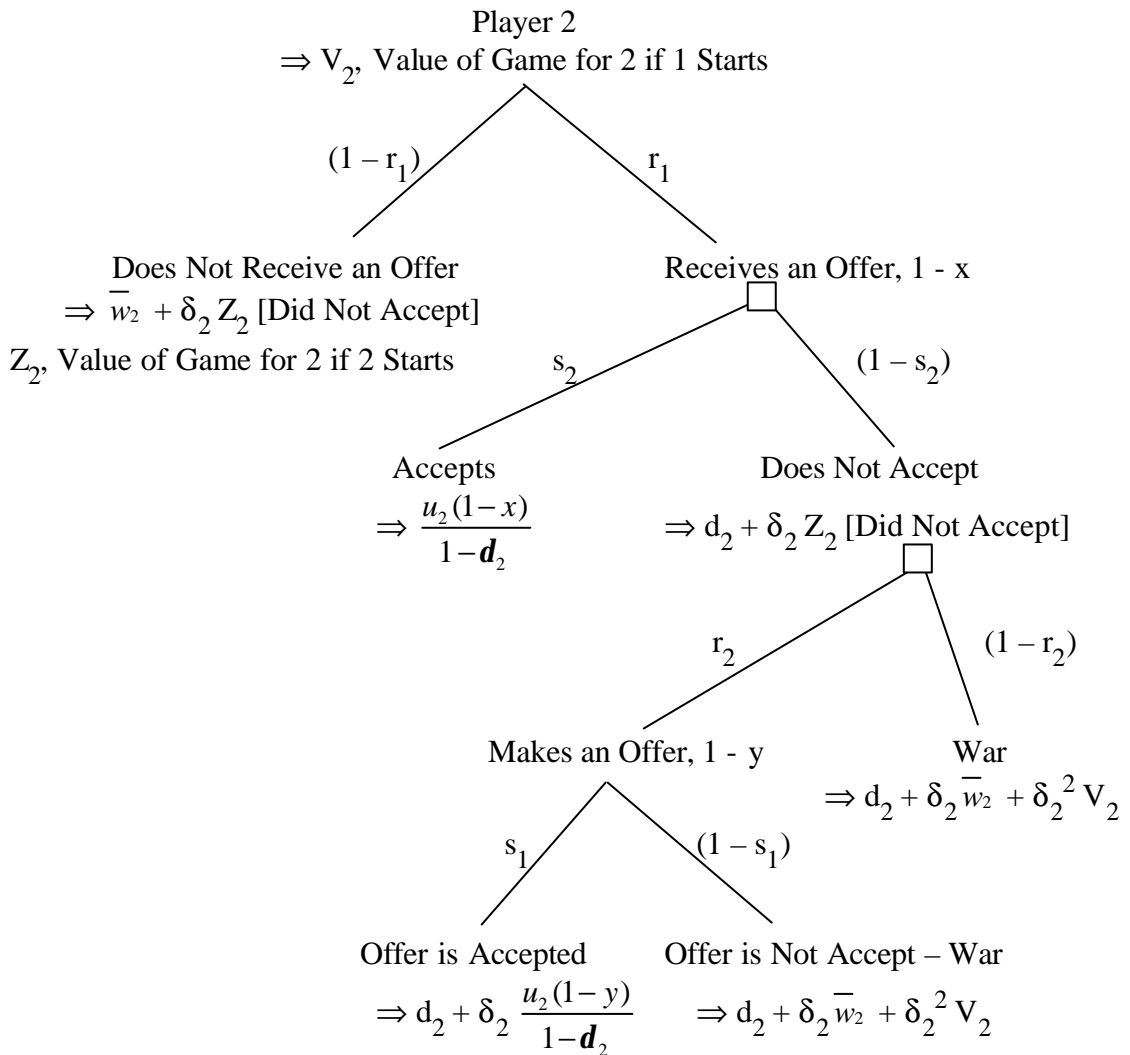 Player 2
⇒ V₂, Value of Game for 2 if 1 Starts
(1 – r₁)
r₁
Does Not Receive an Offer
⇒ w̅₂ + δ₂ Z₂ [Did Not Accept]
Z₂, Value of Game for 2 if 2 Starts
Receives an Offer, 1 - x
s₂
(1 – s₂)
Accepts
⇒ u₂(1−x) / 1−d₂
Does Not Accept
⇒ d₂ + δ₂ Z₂ [Did Not Accept]
r₂
(1 – r₂)
Makes an Offer, 1 - y
War
⇒ d₂ + δ₂ w̅₂ + δ₂² V₂
s₁
(1 – s₁)
Offer is Accepted
⇒ d₂ + δ₂ u₂(1−y) / 1−d₂
Offer is Not Accept – War
⇒ d₂ + δ₂ w̅₂ + δ₂² V₂